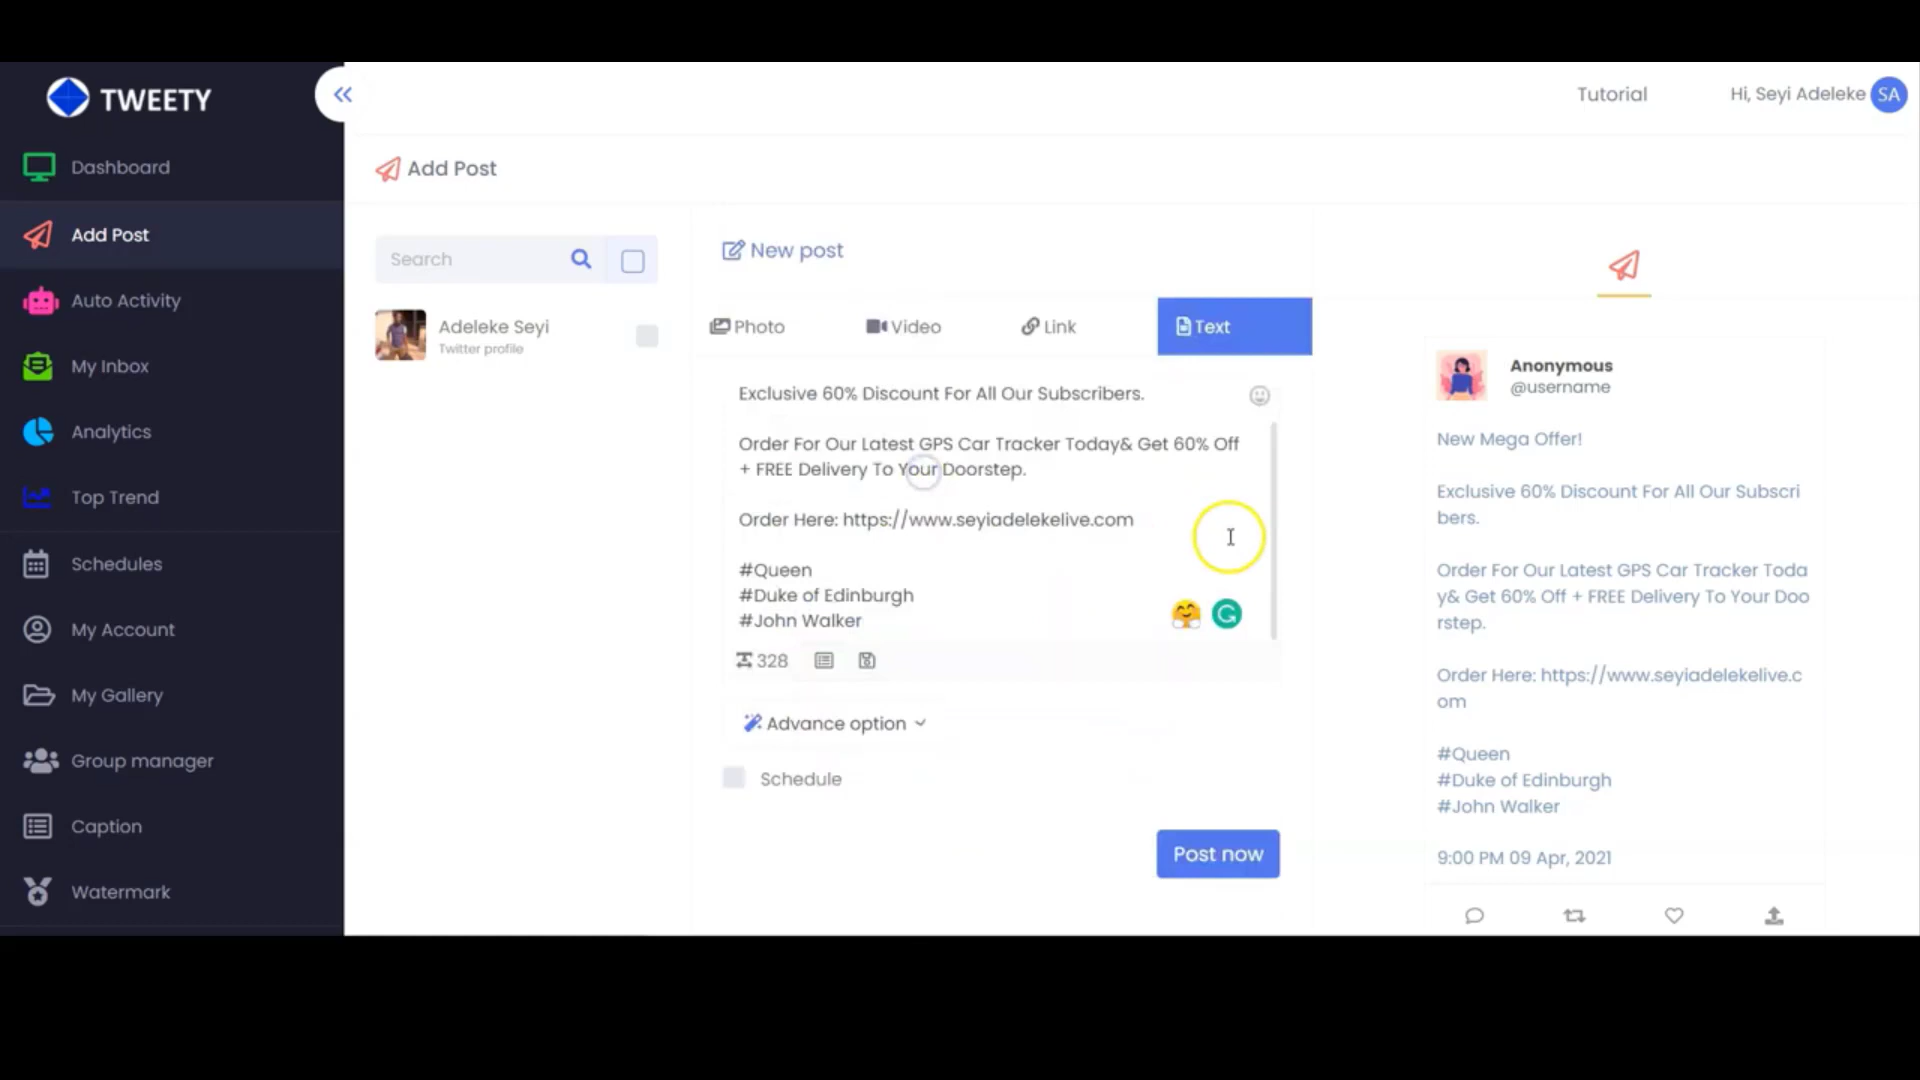 TWEETY
Tutorial
Hi, Seyi Adeleke
SA
Dashboard
Add Post
Auto Activity
My Inbox
Analytics
Top Trend
Schedules
My Account
My Gallery
Group manager
Caption
Watermark
Add Post
Search
Adeleke Seyi
Twitter profile
New post
Photo
Video
Link
Text
Exclusive 60% Discount For All Our Subscribers.
Order For Our Latest GPS Car Tracker Today& Get 60% Off
+ FREE Delivery To Your Doorstep.
Order Here: https://www.seyiadelekelive.com
#Queen
#Duke of Edinburgh
#John Walker
328
Advance option
Schedule
Post now
Anonymous
@username
New Mega Offer!
Exclusive 60% Discount For All Our Subscri
bers.
Order For Our Latest GPS Car Tracker Toda
y& Get 60% Off + FREE Delivery To Your Doo
rstep.
Order Here: https://www.seyiadelekelive.c
om
#Queen
#Duke of Edinburgh
#John Walker
9:00 PM 09 Apr, 2021